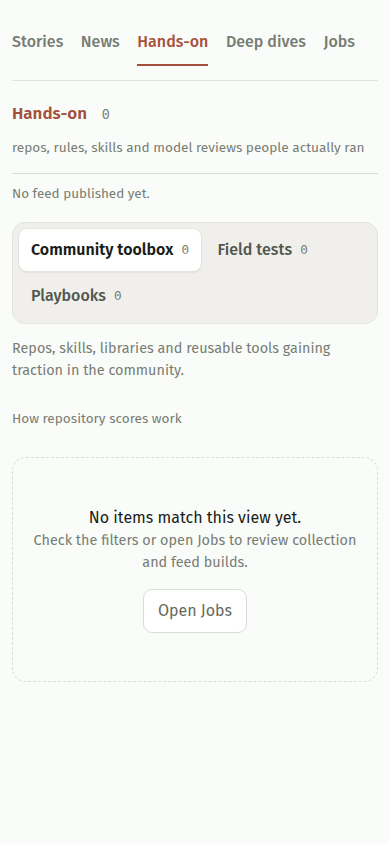 Stories News Hands-on Deep dives Jobs
Hands-on 0
repos, rules, skills and model reviews people actually ran
No feed published yet.
Community toolbox 0 Field tests 0
Playbooks 0
Repos, skills, libraries and reusable tools gaining
traction in the community.
How repository scores work
No items match this view yet.
Check the filters or open Jobs to review collection
and feed builds.
Open Jobs